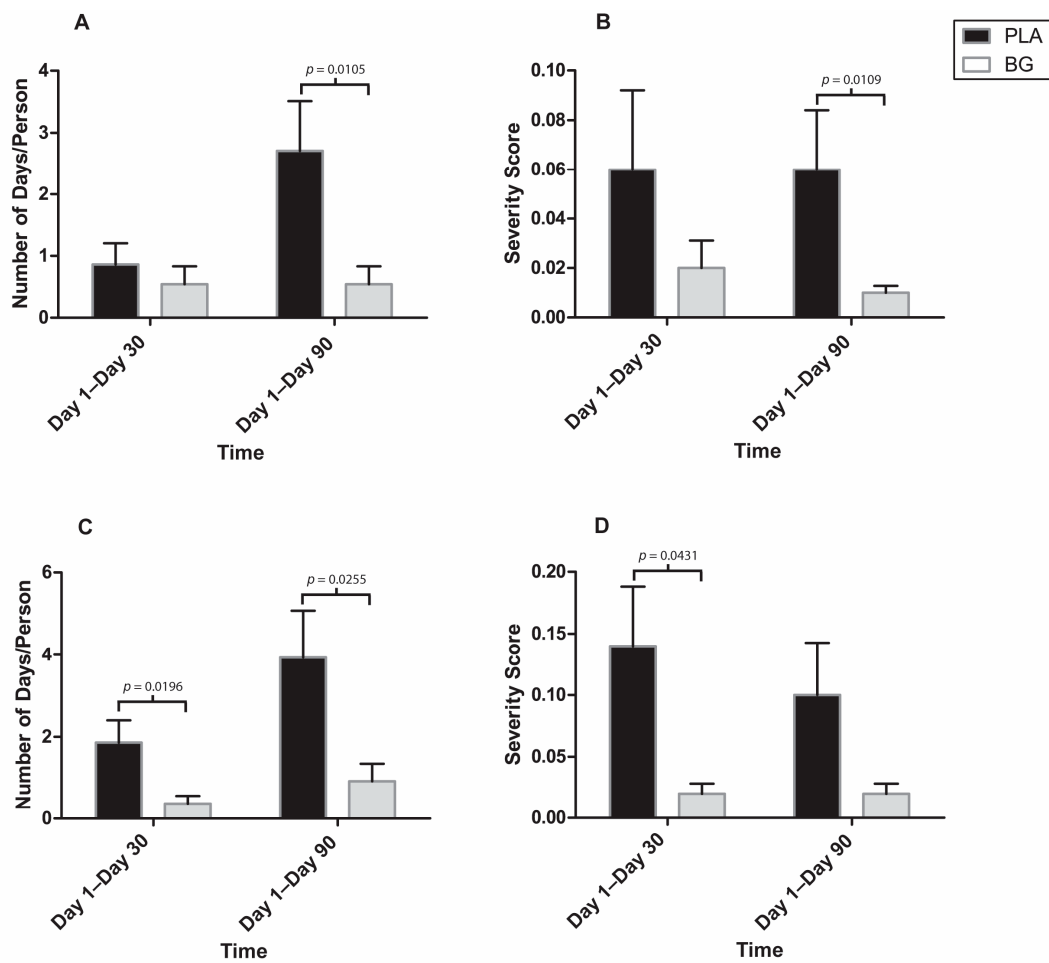 A
Number of Days/Person
4
3
2
1
0
p = 0.0105
Day 1–Day 30
Day 1–Day 90
Time
B
Severity Score
0.10
0.08
0.06
0.04
0.02
0.00
p = 0.0109
Day 1–Day 30
Day 1–Day 90
Time
PLA
BG
C
Number of Days/Person
6
4
2
0
p = 0.0196
p = 0.0255
Day 1–Day 30
Day 1–Day 90
Time
D
Severity Score
0.20
0.15
0.10
0.05
0.00
p = 0.0431
Day 1–Day 30
Day 1–Day 90
Time